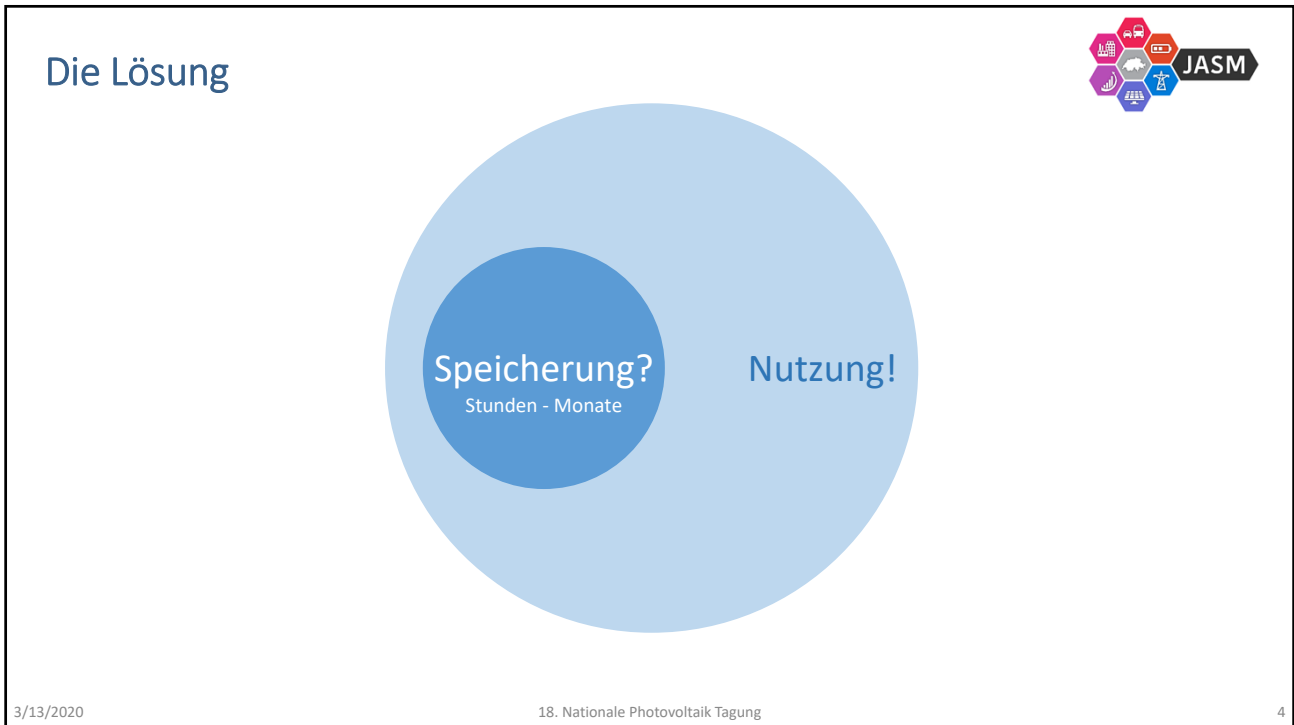 Die Lösung
JASM
Speicherung?
Stunden - Monate
Nutzung!
3/13/2020
18. Nationale Photovoltaik Tagung
4